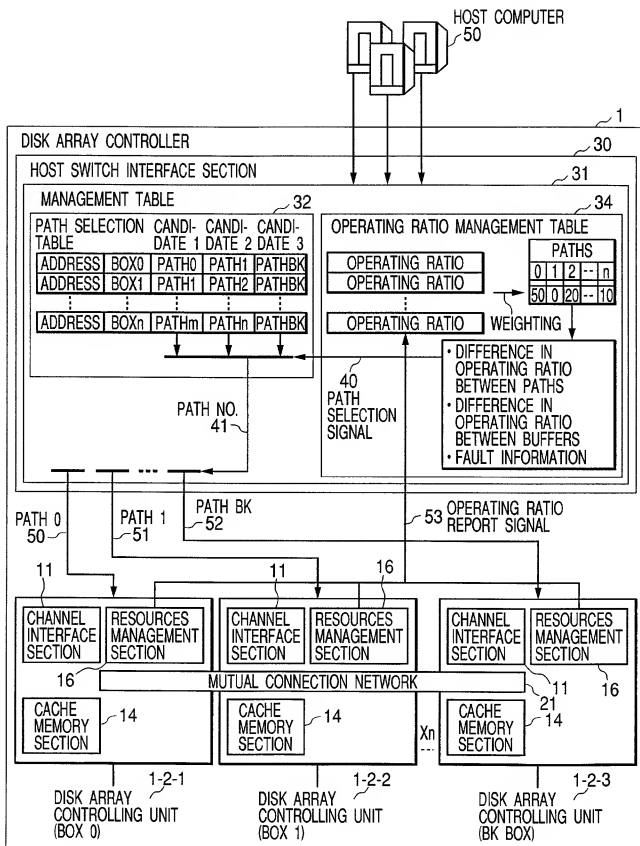 HOST COMPUTER
50
1
DISK ARRAY CONTROLLER
30
HOST SWITCH INTERFACE SECTION
31
MANAGEMENT TABLE
32
34
PATH SELECTION TABLE
CANDI-DATE 1
CANDI-DATE 2
CANDI-DATE 3
ADDRESS BOX0 PATH0 PATH1 PATHBK
ADDRESS BOX1 PATH1 PATH2 PATHBK
ADDRESS BOXn PATHm PATHn PATHBK
OPERATING RATIO MANAGEMENT TABLE
OPERATING RATIO
OPERATING RATIO
OPERATING RATIO
PATHS
0 1 2 -- n
50 0 20 -- 10
WEIGHTING
40
PATH
SELECTION
SIGNAL
• DIFFERENCE IN
OPERATING RATIO
BETWEEN PATHS
• DIFFERENCE IN
OPERATING RATIO
BETWEEN BUFFERS
• FAULT INFORMATION
PATH NO.
41
PATH 0
50
PATH 1
51
PATH BK
52
53
OPERATING RATIO
REPORT SIGNAL
11
CHANNEL
INTERFACE
SECTION
RESOURCES
MANAGEMENT
SECTION
16
11
CHANNEL
INTERFACE
SECTION
16
RESOURCES
MANAGEMENT
SECTION
CHANNEL
INTERFACE
SECTION
11
RESOURCES
MANAGEMENT
SECTION
16
MUTUAL CONNECTION NETWORK
21
CACHE
MEMORY
SECTION
14
CACHE
MEMORY
SECTION
14
Xn
CACHE
MEMORY
SECTION
14
1-2-1
DISK ARRAY
CONTROLLING UNIT
(BOX 0)
1-2-2
DISK ARRAY
CONTROLLING UNIT
(BOX 1)
1-2-3
DISK ARRAY
CONTROLLING UNIT
(BK BOX)